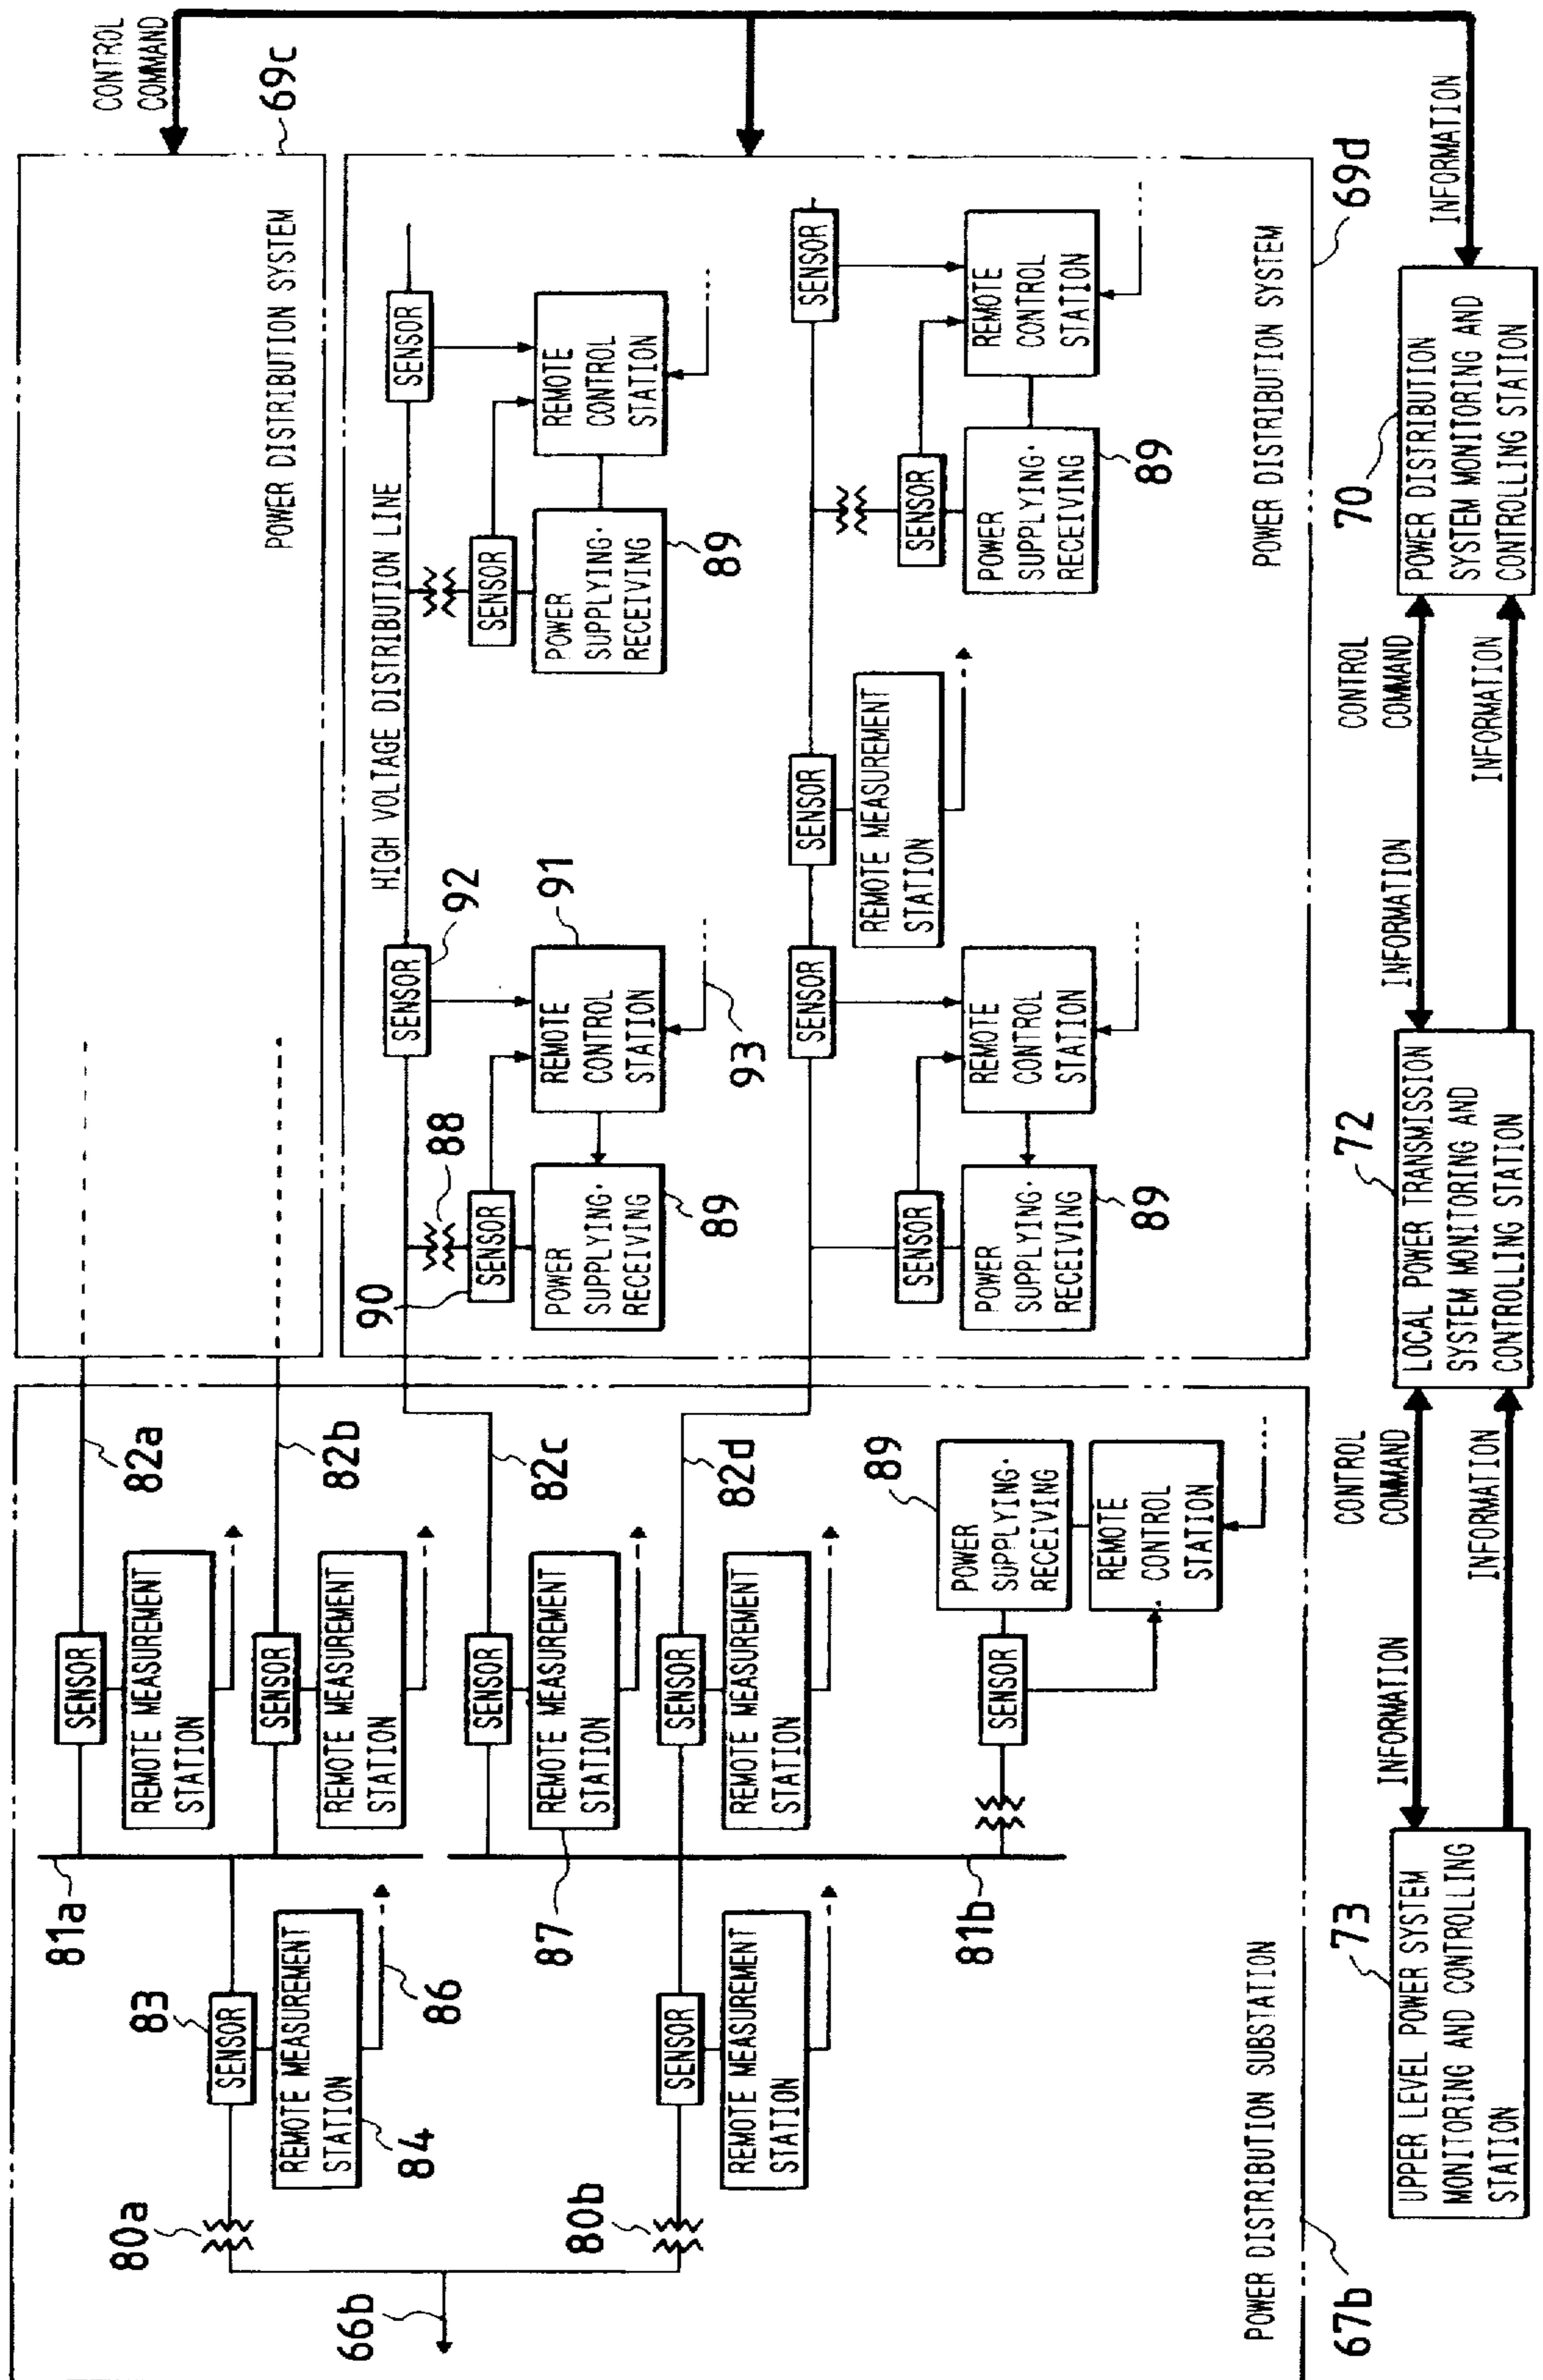 CONTROL
COMMAND
69c
POWER DISTRIBUTION SYSTEM
82a
82b
SENSOR
REMOTE MEASUREMENT
STATION
SENSOR
REMOTE MEASUREMENT
STATION
81a
83
SENSOR
REMOTE MEASUREMENT
STATION
84
86
80a
66b
80b
SENSOR
REMOTE MEASUREMENT
STATION
82c
SENSOR
REMOTE MEASUREMENT
STATION
87
82d
SENSOR
REMOTE MEASUREMENT
STATION
81b
SENSOR
89
POWER
SUPPLYING·
RECEIVING
REMOTE
CONTROL
STATION
POWER DISTRIBUTION SUBSTATION
67b
HIGH VOLTAGE DISTRIBUTION LINE
90
SENSOR
88
POWER
SUPPLYING·
RECEIVING
89
SENSOR
92
REMOTE
CONTROL
STATION
91
93
SENSOR
POWER
SUPPLYING·
RECEIVING
89
SENSOR
REMOTE
CONTROL
STATION
SENSOR
POWER
SUPPLYING·
RECEIVING
89
SENSOR
REMOTE
CONTROL
STATION
SENSOR
REMOTE MEASUREMENT
STATION
SENSOR
POWER
SUPPLYING·
RECEIVING
89
SENSOR
REMOTE
CONTROL
STATION
POWER DISTRIBUTION SYSTEM
69d
73
UPPER LEVEL POWER SYSTEM
MONITORING AND CONTROLLING
STATION
INFORMATION
CONTROL
COMMAND
INFORMATION
72
LOCAL POWER TRANSMISSION
SYSTEM MONITORING AND
CONTROLLING STATION
INFORMATION
CONTROL
COMMAND
INFORMATION
70
POWER DISTRIBUTION
SYSTEM MONITORING AND
CONTROLLING STATION
INFORMATION